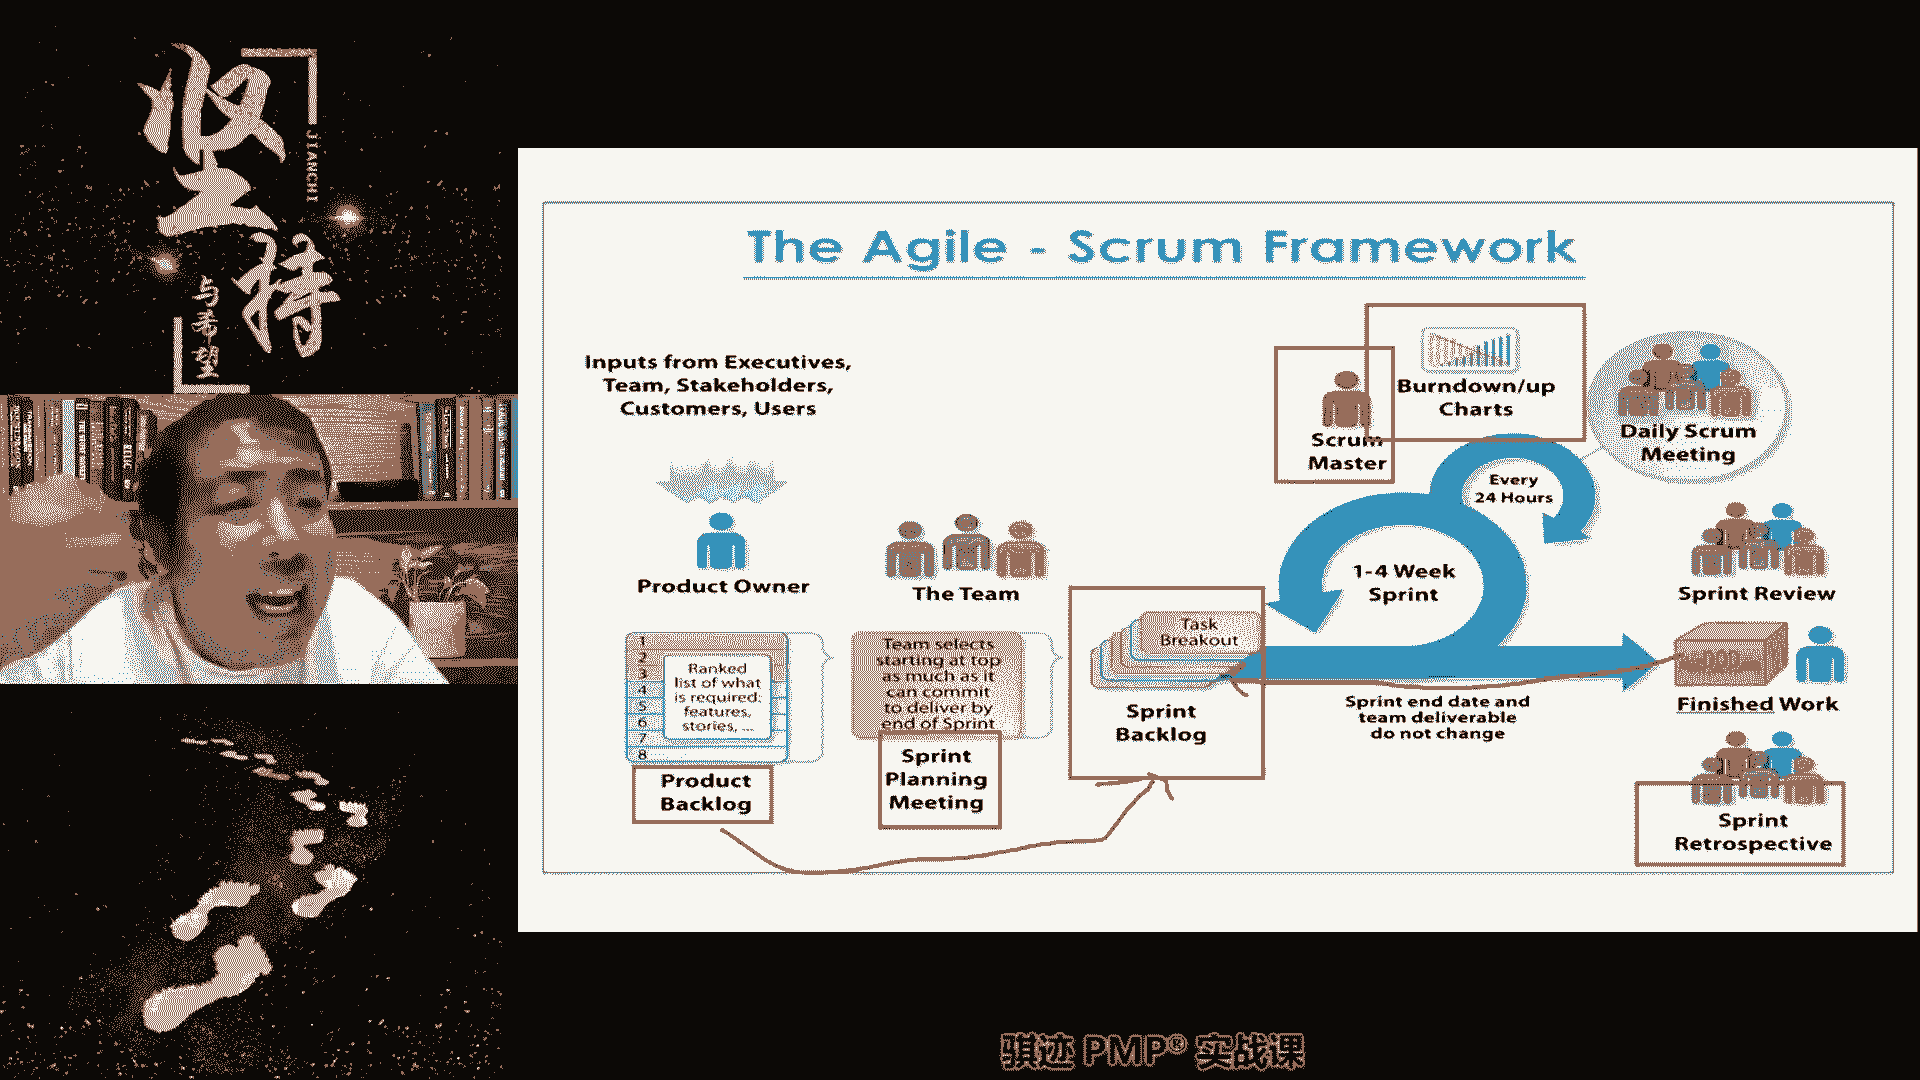 坚持
JIANCHI
与希望
The Agile - Scrum Framework
Inputs from Executives,
Team, Stakeholders,
Customers, Users
Product Owner
The Team
1
2
3
4
5
6
7
8
Ranked
list of what
is required:
features,
stories, ...
Product
Backlog
Team selects
starting at top
as much as it
can commit
to deliver by
end of Sprint
Sprint
Planning
Meeting
Task
Breakout
Sprint
Backlog
Scrum
Master
Burndown/up
Charts
Every
24 Hours
1-4 Week
Sprint
Sprint end date and
team deliverable
do not change
Daily Scrum
Meeting
Sprint Review
Finished Work
Sprint
Retrospective
骐迹 PMP® 实战课